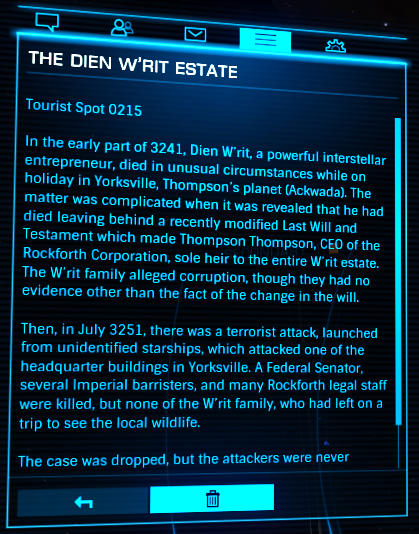 THE DIEN W'RIT ESTATE
Tourist Spot 0215
In the early part of 3241, Dien W'rit, a powerful interstellar
entrepreneur, died in unusual circumstances while on
holiday in Yorksville, Thompson's planet (Ackwada). The
matter was complicated when it was revealed that he had
died leaving behind a recently modified Last Will and
Testament which made Thompson Thompson, CEO of the
Rockforth Corporation, sole heir to the entire W'rit estate.
The W'rit family alleged corruption, though they had no
evidence other than the fact of the change in the will.
Then, in July 3251, there was a terrorist attack, launched
from unidentified starships, which attacked one of the
headquarter buildings in Yorksville. A Federal Senator,
several Imperial barristers, and many Rockforth legal staff
were killed, but none of the W'rit family, who had left on a
trip to see the local wildlife.
The case was dropped, but the attackers were never